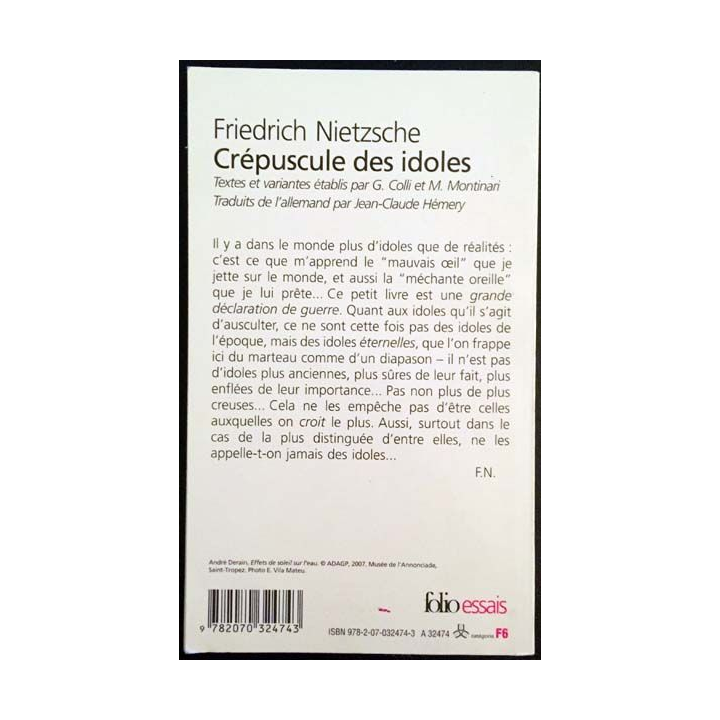 Friedrich Nietzsche
Crépuscule des idoles
Textes et variantes établis par G. Colli et M. Montinari
Traduits de l'allemand par Jean-Claude Hémery
Il y a dans le monde plus d'idoles que de réalités :
c'est ce que m'apprend le "mauvais œil" que je
jette sur le monde, et aussi la "méchante oreille"
que je lui prête... Ce petit livre est une grande
déclaration de guerre. Quant aux idoles qu'il s'agit
d'ausculter, ce ne sont cette fois pas des idoles de
l'époque, mais des idoles éternelles, que l'on frappe
ici du marteau comme d'un diapason – il n'est pas
d'idoles plus anciennes, plus sûres de leur fait, plus
enflées de leur importance... Pas non plus de plus
creuses... Cela ne les empêche pas d'être celles
auxquelles on croit le plus. Aussi, surtout dans le
cas de la plus distinguée d'entre elles, ne les
appelle-t-on jamais des idoles...
F.N.
André Derain, Effets de soleil sur l'eau. © ADAGP, 2007. Musée de l'Annonciade,
Saint-Tropez. Photo E. Vila Mateu.
folio essais
9 782070 324743
ISBN 978-2-07-032474-3 A 32474 catégorie F6